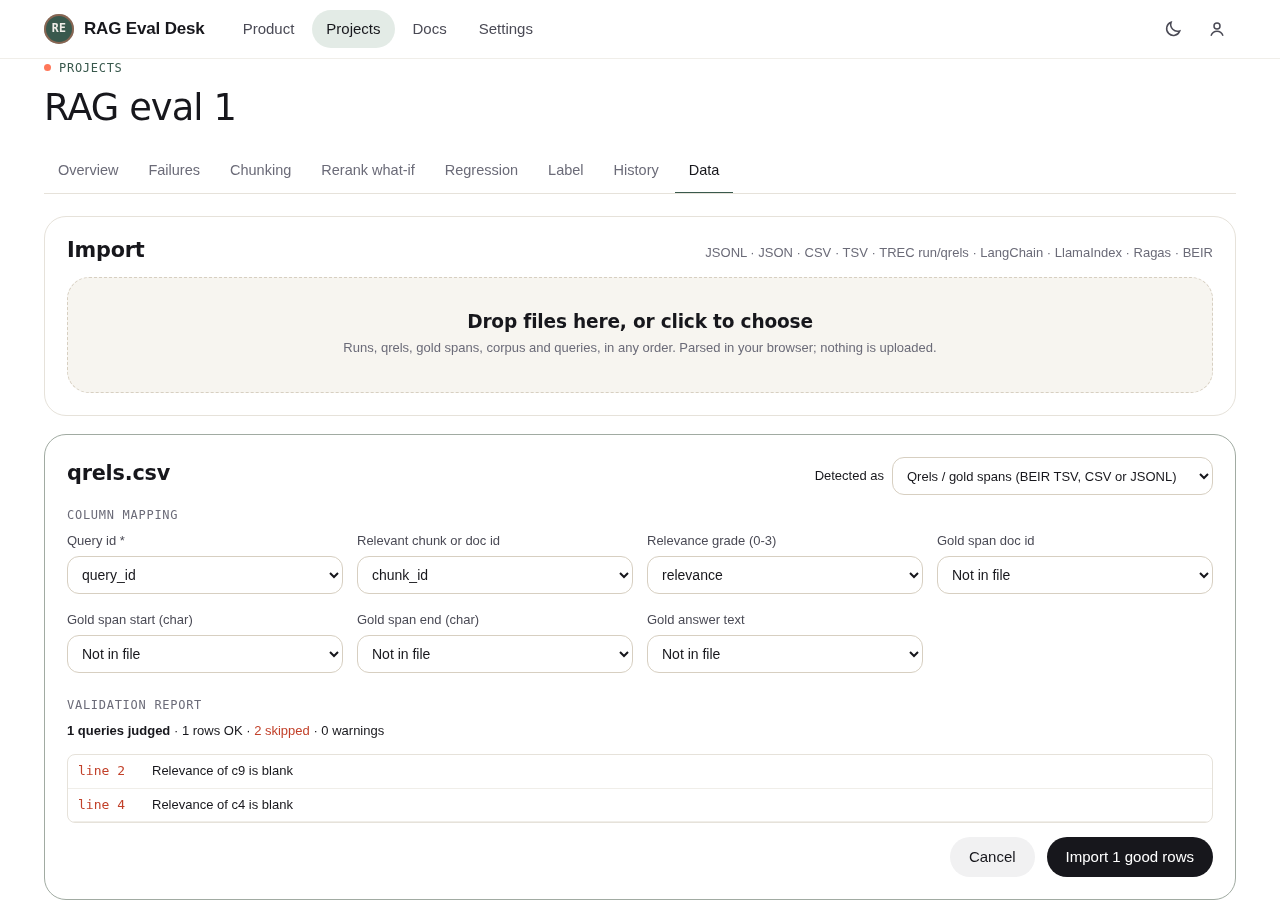 RE RAG Eval Desk Product Projects Docs Settings
PROJECTS
RAG eval 1
Overview Failures Chunking Rerank what-if Regression Label History Data
Import JSONL · JSON · CSV · TSV · TREC run/qrels · LangChain · LlamaIndex · Ragas · BEIR
Drop files here, or click to choose
Runs, qrels, gold spans, corpus and queries, in any order. Parsed in your browser; nothing is uploaded.
qrels.csv Detected as Qrels / gold spans (BEIR TSV, CSV or JSONL)
COLUMN MAPPING
Query id * Relevant chunk or doc id Relevance grade (0-3) Gold span doc id
query_id chunk_id relevance Not in file
Gold span start (char) Gold span end (char) Gold answer text
Not in file Not in file Not in file
VALIDATION REPORT
1 queries judged · 1 rows OK · 2 skipped · 0 warnings
line 2 Relevance of c9 is blank
line 4 Relevance of c4 is blank
Cancel Import 1 good rows